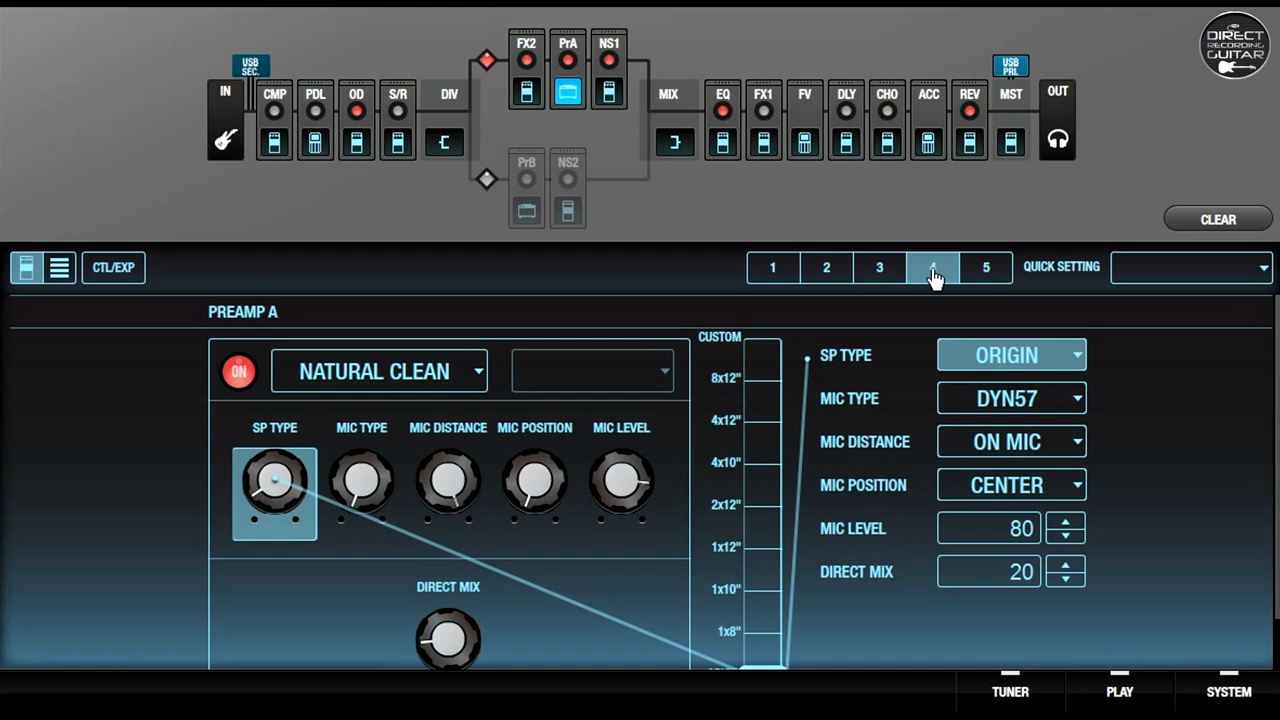 FX2 PrA NS1
DIRECT
RECORDING
GUITAR
USB
SEC.
USB
PRL
IN CMP PDL OD S/R DIV MIX EQ FX1 FV DLY CHO ACC REV MST OUT
PrB NS2
CLEAR
CTL/EXP
1 2 3 4 5 QUICK SETTING
PREAMP A
CUSTOM
ON NATURAL CLEAN
SP TYPE ORIGIN
8x12"
MIC TYPE DYN57
4x12"
SP TYPE MIC TYPE MIC DISTANCE MIC POSITION MIC LEVEL
MIC DISTANCE ON MIC
4x10"
MIC POSITION CENTER
2x12"
MIC LEVEL 80
1x12"
DIRECT MIX 20
DIRECT MIX
1x10"
1x8"
TUNER PLAY SYSTEM